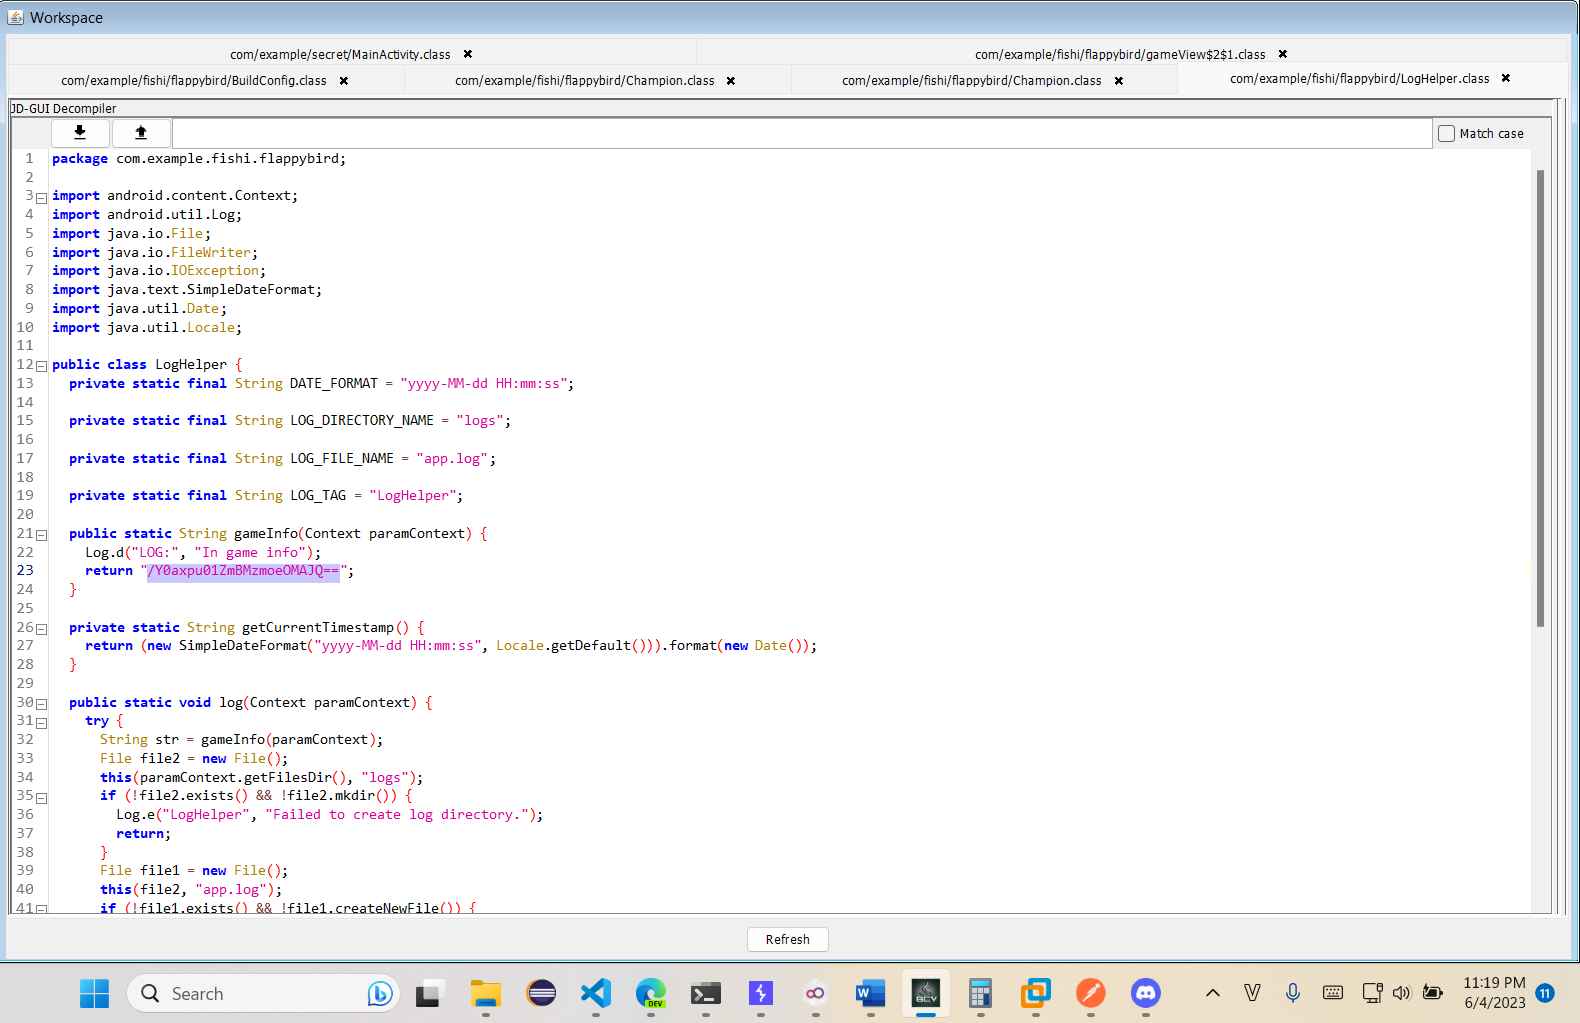 Workspace
com/example/secret/MainActivity.class ×
com/example/fishi/flappybird/gameView$2$1.class ×
com/example/fishi/flappybird/BuildConfig.class ×
com/example/fishi/flappybird/Champion.class ×
com/example/fishi/flappybird/Champion.class ×
com/example/fishi/flappybird/LogHelper.class ×
JD-GUI Decompiler
Match case
1 package com.example.fishi.flappybird;
2
3 import android.content.Context;
4 import android.util.Log;
5 import java.io.File;
6 import java.io.FileWriter;
7 import java.io.IOException;
8 import java.text.SimpleDateFormat;
9 import java.util.Date;
10 import java.util.Locale;
11
12 public class LogHelper {
13 private static final String DATE_FORMAT = "yyyy-MM-dd HH:mm:ss";
14
15 private static final String LOG_DIRECTORY_NAME = "logs";
16
17 private static final String LOG_FILE_NAME = "app.log";
18
19 private static final String LOG_TAG = "LogHelper";
20
21 public static String gameInfo(Context paramContext) {
22 Log.d("LOG:", "In game info");
23 return "/Y0axpu01ZmBMzmoeOMAJQ==";
24 }
25
26 private static String getCurrentTimestamp() {
27 return (new SimpleDateFormat("yyyy-MM-dd HH:mm:ss", Locale.getDefault())).format(new Date());
28 }
29
30 public static void log(Context paramContext) {
31 try {
32 String str = gameInfo(paramContext);
33 File file2 = new File();
34 this(paramContext.getFilesDir(), "logs");
35 if (!file2.exists() && !file2.mkdir()) {
36 Log.e("LogHelper", "Failed to create log directory.");
37 return;
38 }
39 File file1 = new File();
40 this(file2, "app.log");
41 if (!file1.exists() && !file1.createNewFile()) {
Refresh
Search
DEV
W
BCV
11:19 PM
6/4/2023
11